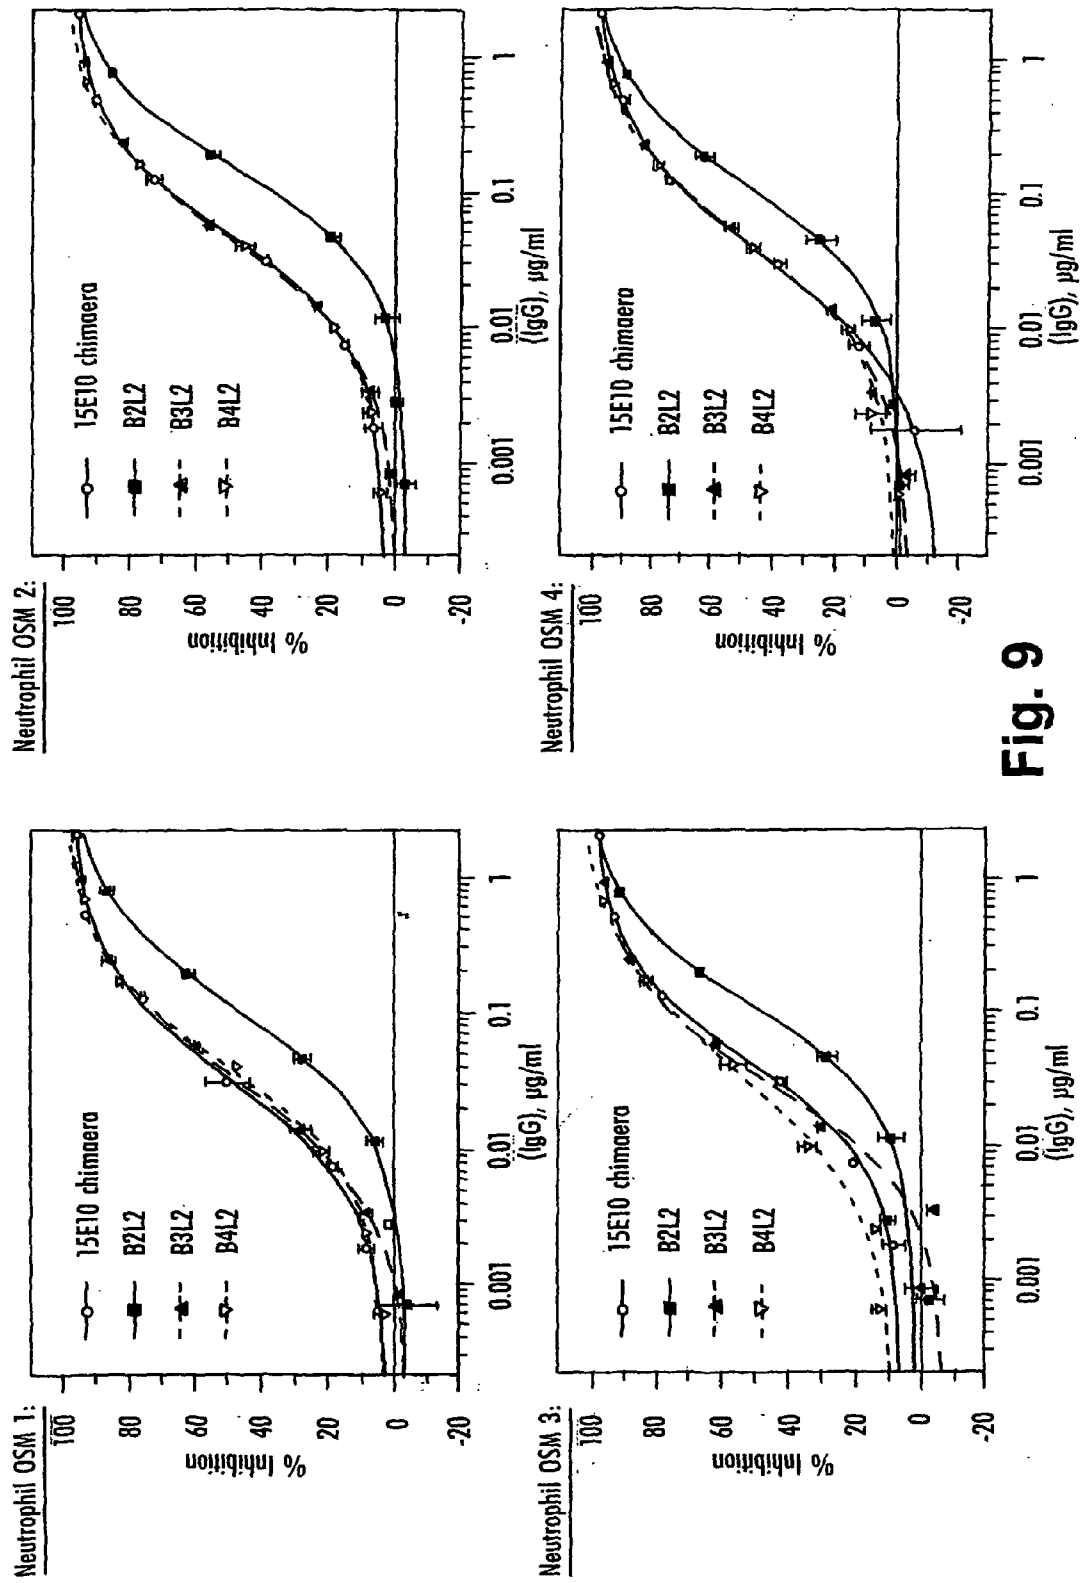 Neutrophil OSM 1:
100
80
60
40
20
0
-20
% Inhibition
15E10 chimaera
B2L2
B3L2
B4L2
0.001
0.01
0.1
1
(IgG), µg/ml
Neutrophil OSM 2:
100
80
60
40
20
0
-20
% Inhibition
15E10 chimaera
B2L2
B3L2
B4L2
0.001
0.01
0.1
1
(IgG), µg/ml
Neutrophil OSM 3:
100
80
60
40
20
0
-20
% Inhibition
15E10 chimaera
B2L2
B3L2
B4L2
0.001
0.01
0.1
1
(IgG), µg/ml
Neutrophil OSM 4:
100
80
60
40
20
0
-20
% Inhibition
15E10 chimaera
B2L2
B3L2
B4L2
0.001
0.01
0.1
1
(IgG), µg/ml
Fig. 9